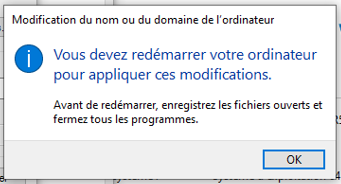 Modification du nom ou du domaine de l'ordinateur
Vous devez redémarrer votre ordinateur
pour appliquer ces modifications.
Avant de redémarrer, enregistrez les fichiers ouverts et
fermez tous les programmes.
OK